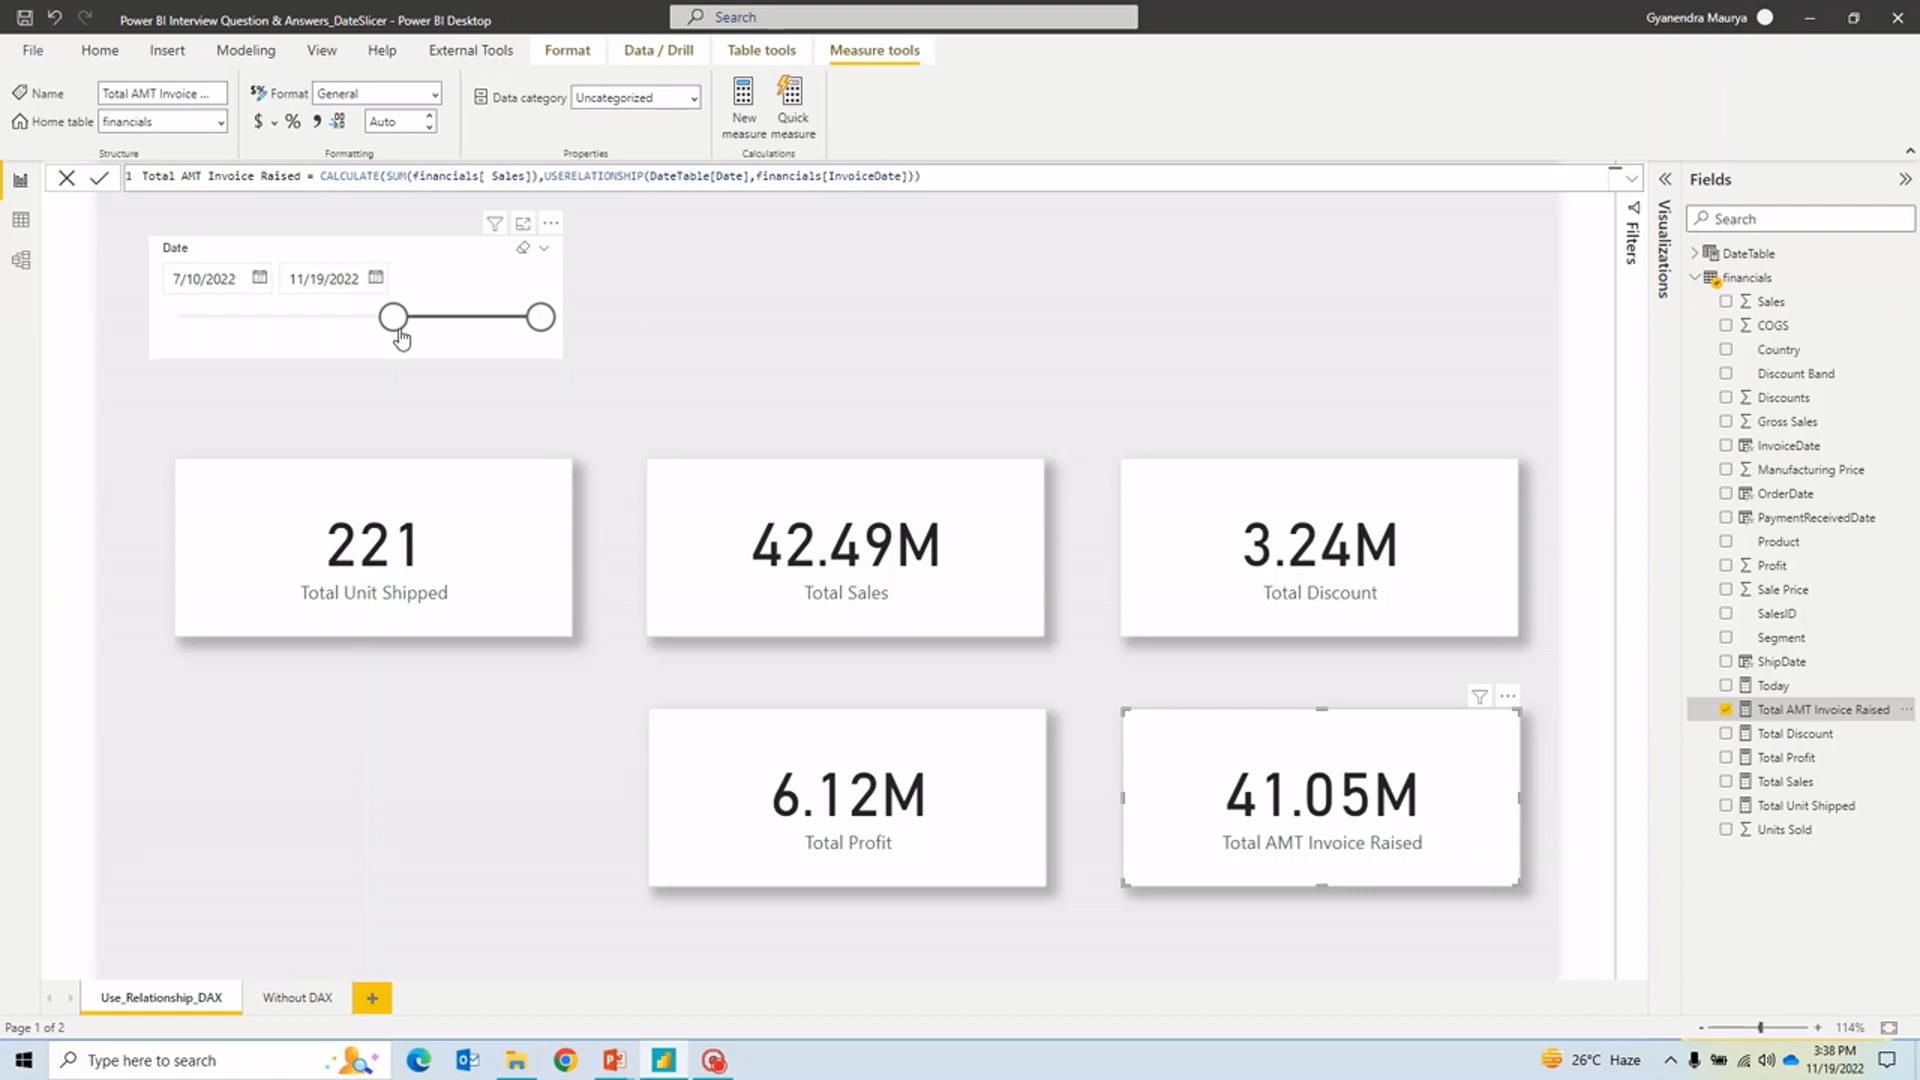 Power BI Interview Question & Answers_DateSlicer - Power BI Desktop
Search
Gyanendra Maurya
File Home Insert Modeling View Help External Tools Format Data / Drill Table tools Measure tools
Name Total AMT Invoice ...
Home table financials
Structure
Format General
$ % 9 Auto
Formatting
Data category Uncategorized
Properties
New measure
Quick measure
Calculations
1 Total AMT Invoice Raised = CALCULATE(SUM(financials[ Sales]),USERELATIONSHIP(DateTable[Date],financials[InvoiceDate]))
Date
7/10/2022 11/19/2022
221
Total Unit Shipped
42.49M
Total Sales
3.24M
Total Discount
6.12M
Total Profit
41.05M
Total AMT Invoice Raised
Filters
Visualizations
Fields
Search
DateTable
financials
Sales
COGS
Country
Discount Band
Discounts
Gross Sales
InvoiceDate
Manufacturing Price
OrderDate
PaymentReceivedDate
Product
Profit
Sale Price
SalesID
Segment
ShipDate
Today
Total AMT Invoice Raised
Total Discount
Total Profit
Total Sales
Total Unit Shipped
Units Sold
Use_Relationship_DAX Without DAX +
Page 1 of 2
- + 114%
Type here to search
26°C Haze
3:38 PM
11/19/2022